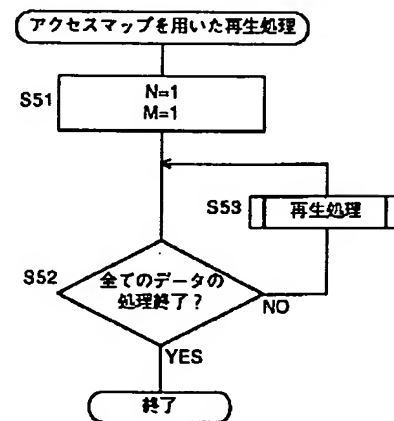 アクセスマップを用いた再生処理
S51
N=1
M=1
S53
再生処理
S52
全てのデータの
処理終了?
NO
YES
終了